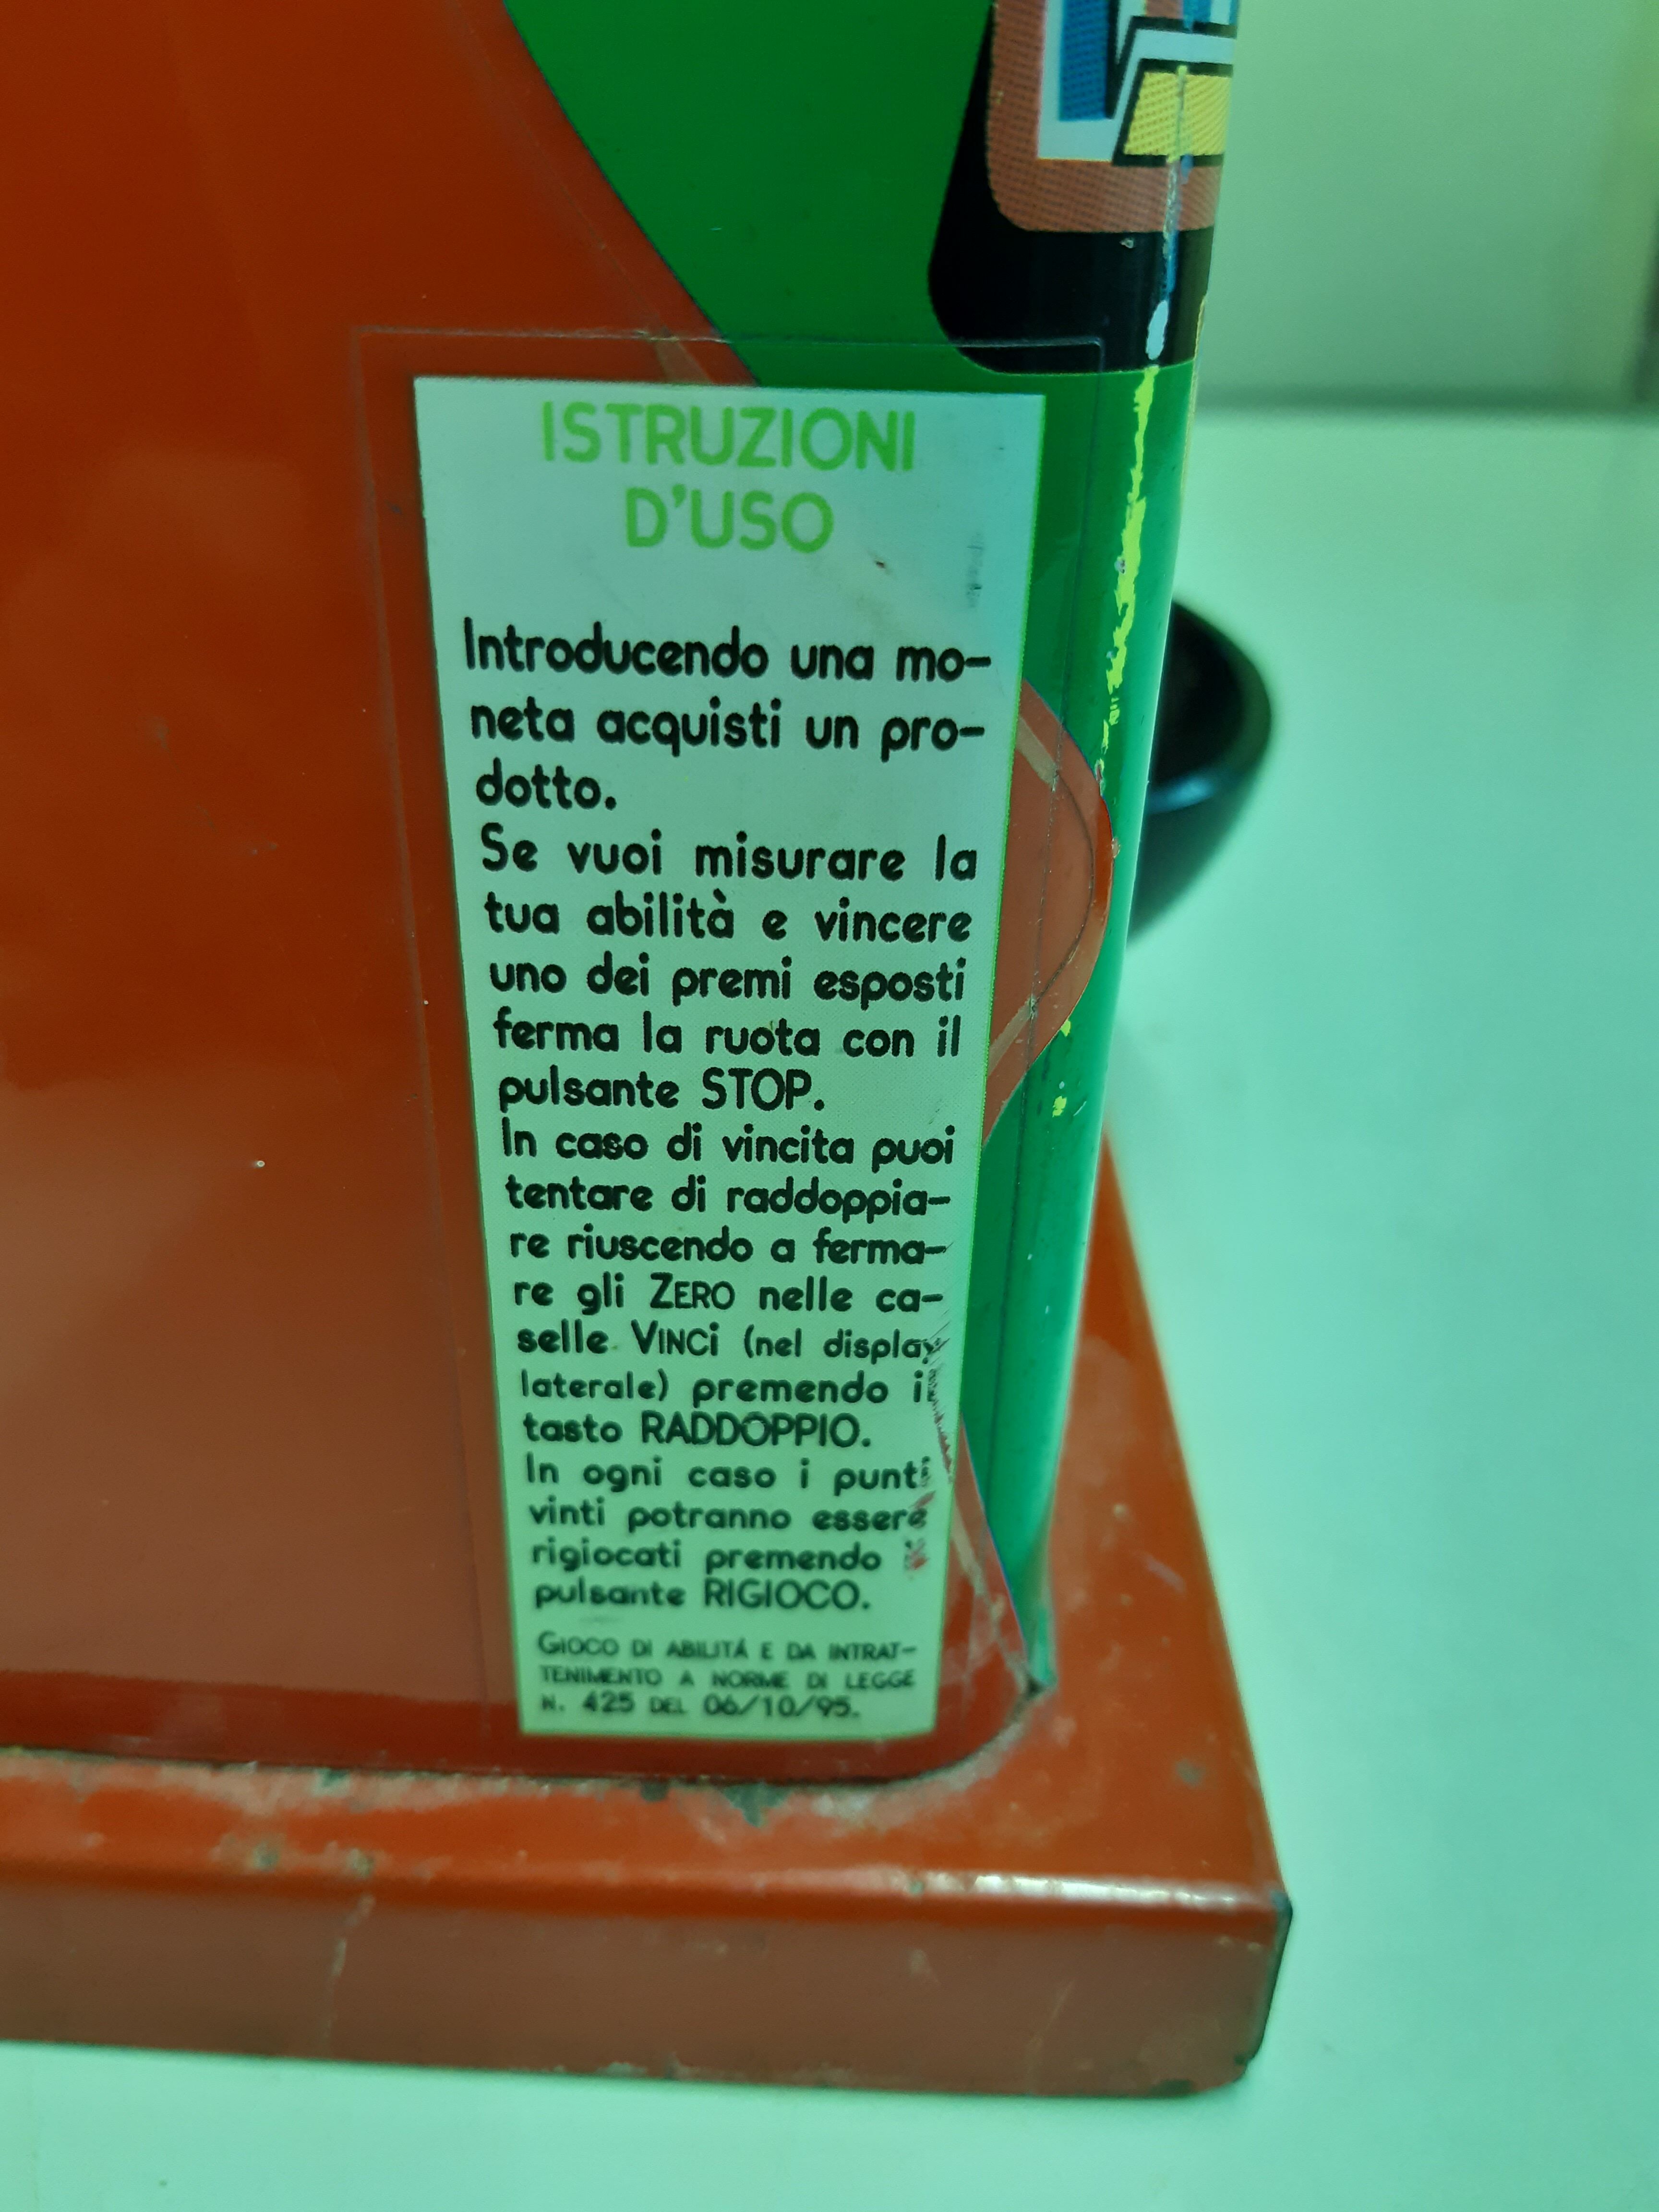 ISTRUZIONI
D'USO
Introducendo una mo-
neta acquisti un pro-
dotto.
Se vuoi misurare la
tua abilità e vincere
uno dei premi esposti
ferma la ruota con il
pulsante STOP.
In caso di vincita puoi
tentare di raddoppia-
re riuscendo a ferma-
re gli ZERO nelle ca-
selle VINCi (nel display
laterale) premendo il
tasto RADDOPPIO.
In ogni caso i punti
vinti potranno essere
rigiocati premendo
pulsante RIGIOCO.
GIOCO DI ABILITÁ E DA INTRAT-
TENIMENTO A NORME DI LEGGE
N. 425 DEL 06/10/95.